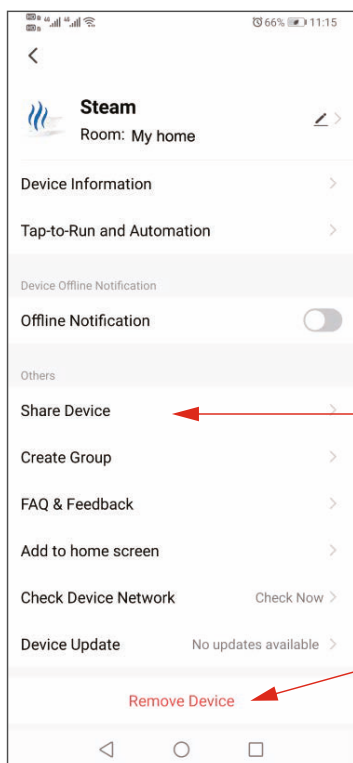 66% 11:15
Steam
Room: My home
Device Information
Tap-to-Run and Automation
Device Offline Notification
Offline Notification
Others
Share Device
Create Group
FAQ & Feedback
Add to home screen
Check Device Network Check Now
Device Update No updates available
Remove Device